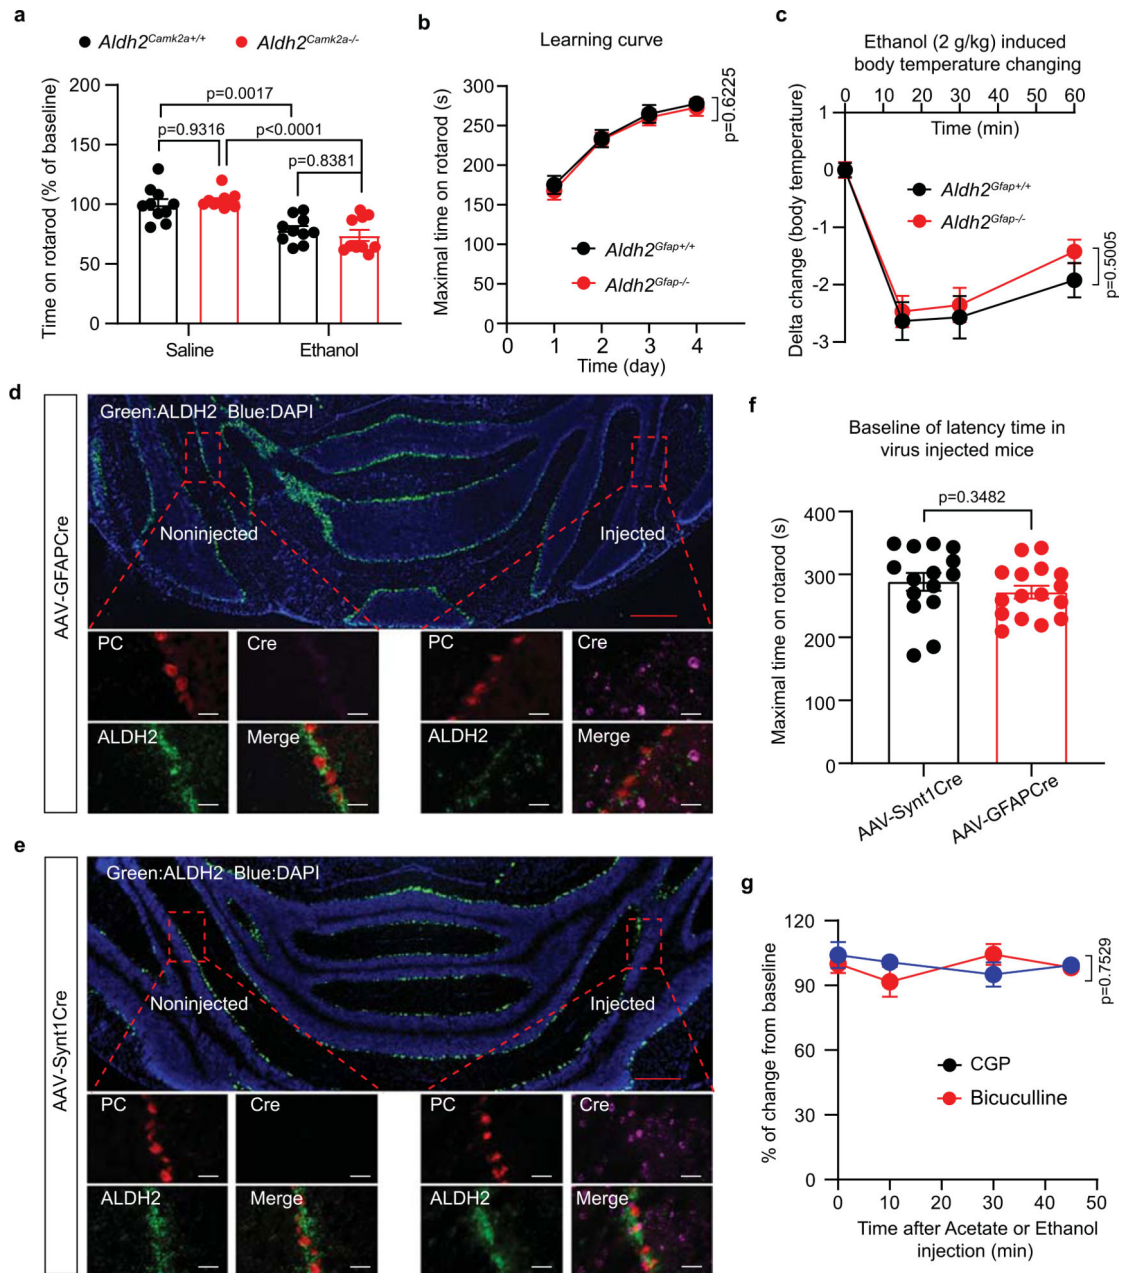 a
Aldh2Camk2a+/+
Aldh2Camk2a-/-
Time on rotarod (% of baseline)
200
150
100
50
0
p=0.0017
p=0.9316
p<0.0001
p=0.8381
Saline
Ethanol
b
Learning curve
Maximal time on rotarod (s)
300
250
200
150
100
50
0
p=0.6225
Aldh2Gfap+/+
Aldh2Gfap-/-
0 1 2 3 4
Time (day)
c
Ethanol (2 g/kg) induced
body temperature changing
0 10 20 30 40 50 60
Time (min)
Delta change (body temperature)
1
0
-1
-2
-3
Aldh2Gfap+/+
Aldh2Gfap-/-
p=0.5005
d
AAV-GFAPCre
Green:ALDH2 Blue:DAPI
Noninjected
Injected
PC
Cre
PC
Cre
ALDH2
Merge
ALDH2
Merge
e
AAV-Synt1Cre
Green:ALDH2 Blue:DAPI
Noninjected
Injected
PC
Cre
PC
Cre
ALDH2
Merge
ALDH2
Merge
f
Baseline of latency time in
virus injected mice
p=0.3482
Maximal time on rotarod (s)
400
300
200
100
0
AAV-Synt1Cre
AAV-GFAPCre
g
% of change from baseline
120
90
60
30
0
p=0.7529
CGP
Bicuculline
0 10 20 30 40 50
Time after Acetate or Ethanol
injection (min)